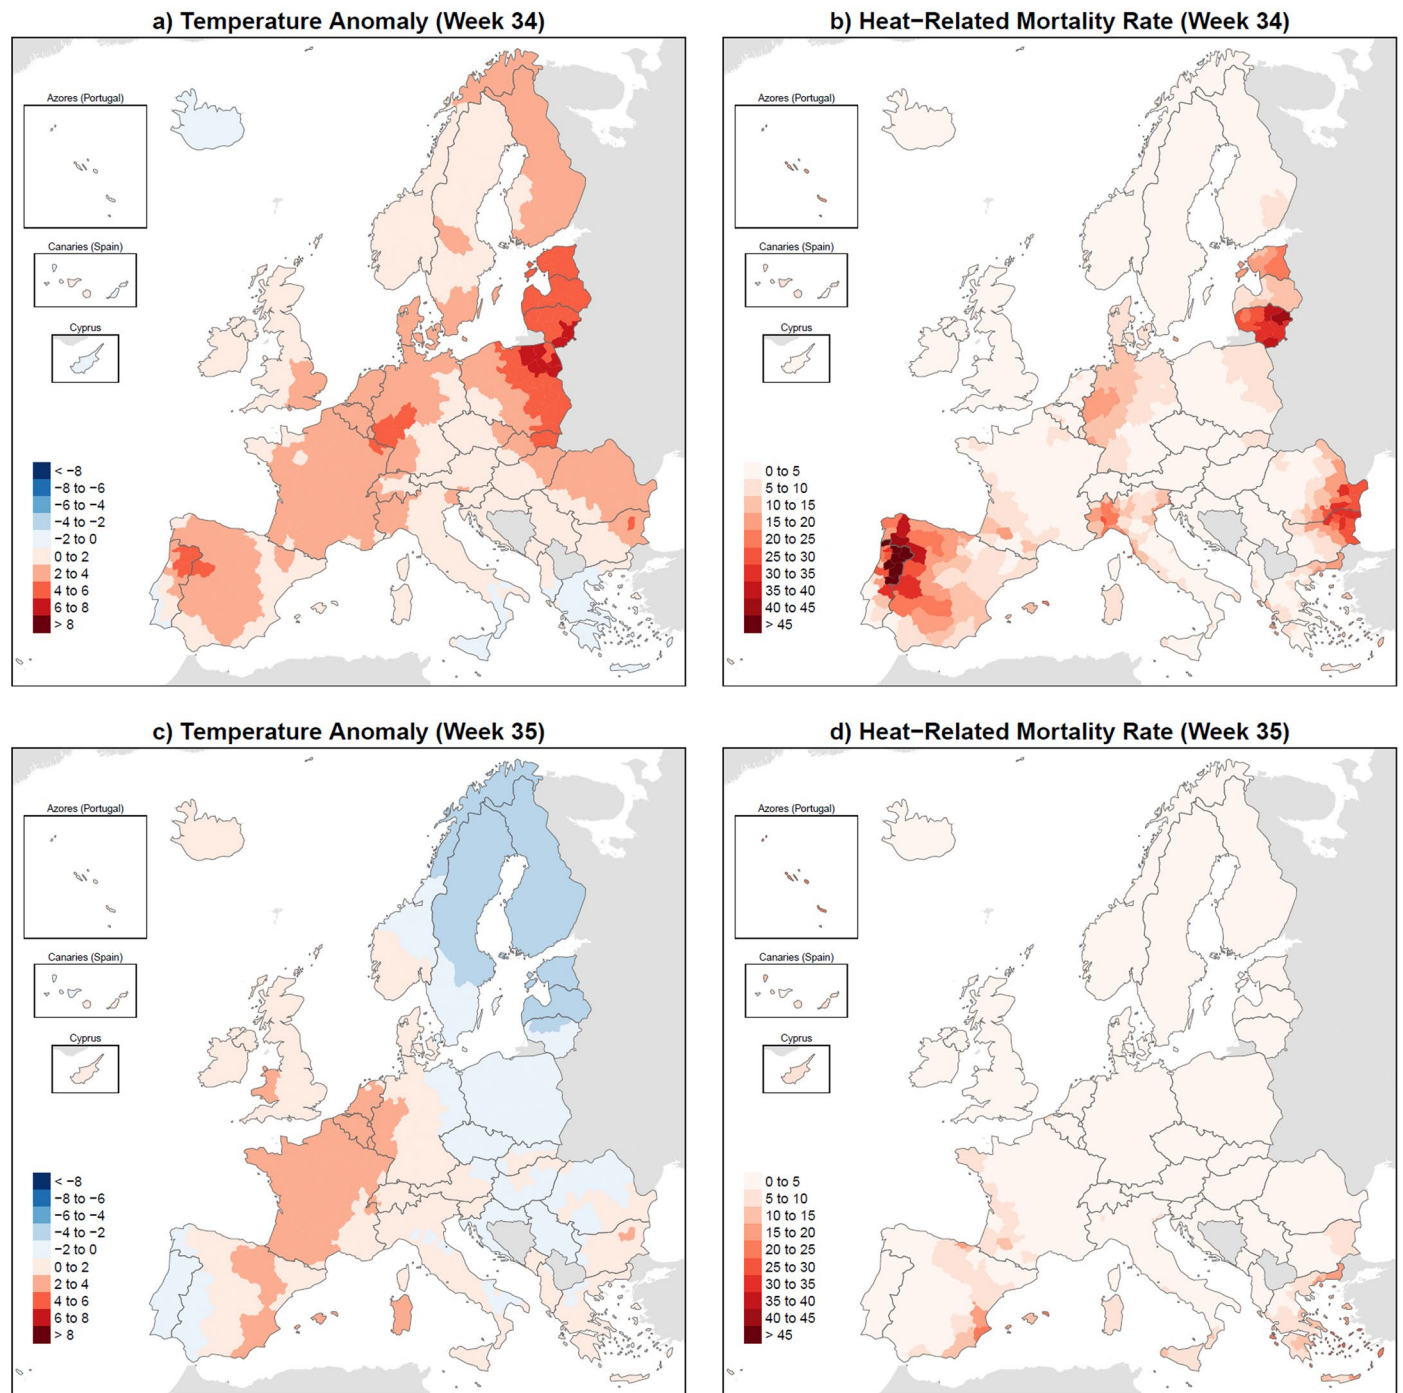 a) Temperature Anomaly (Week 34)
Azores (Portugal)
Canaries (Spain)
Cyprus
< −8
−8 to −6
−6 to −4
−4 to −2
−2 to 0
0 to 2
2 to 4
4 to 6
6 to 8
> 8
b) Heat−Related Mortality Rate (Week 34)
Azores (Portugal)
Canaries (Spain)
Cyprus
0 to 5
5 to 10
10 to 15
15 to 20
20 to 25
25 to 30
30 to 35
35 to 40
40 to 45
> 45
c) Temperature Anomaly (Week 35)
Azores (Portugal)
Canaries (Spain)
Cyprus
< −8
−8 to −6
−6 to −4
−4 to −2
−2 to 0
0 to 2
2 to 4
4 to 6
6 to 8
> 8
d) Heat−Related Mortality Rate (Week 35)
Azores (Portugal)
Canaries (Spain)
Cyprus
0 to 5
5 to 10
10 to 15
15 to 20
20 to 25
25 to 30
30 to 35
35 to 40
40 to 45
> 45